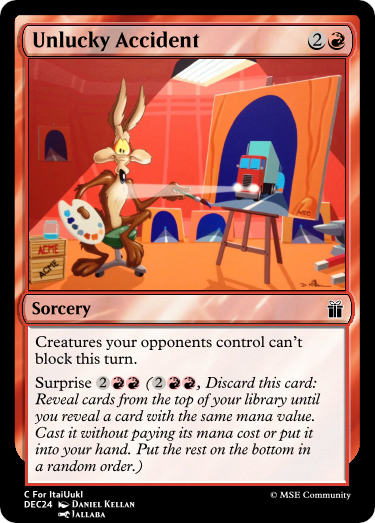 Unlucky Accident 2
ACME
ACME
ACME
Sorcery
Creatures your opponents control can't
block this turn.
Surprise 2 (2, Discard this card:
Reveal cards from the top of your library until
you reveal a card with the same mana value.
Cast it without paying its mana cost or put it
into your hand. Put the rest on the bottom in
a random order.)
C For ItaiUukI
DEC24 Daniel Kellan © MSE Community
Jallaba